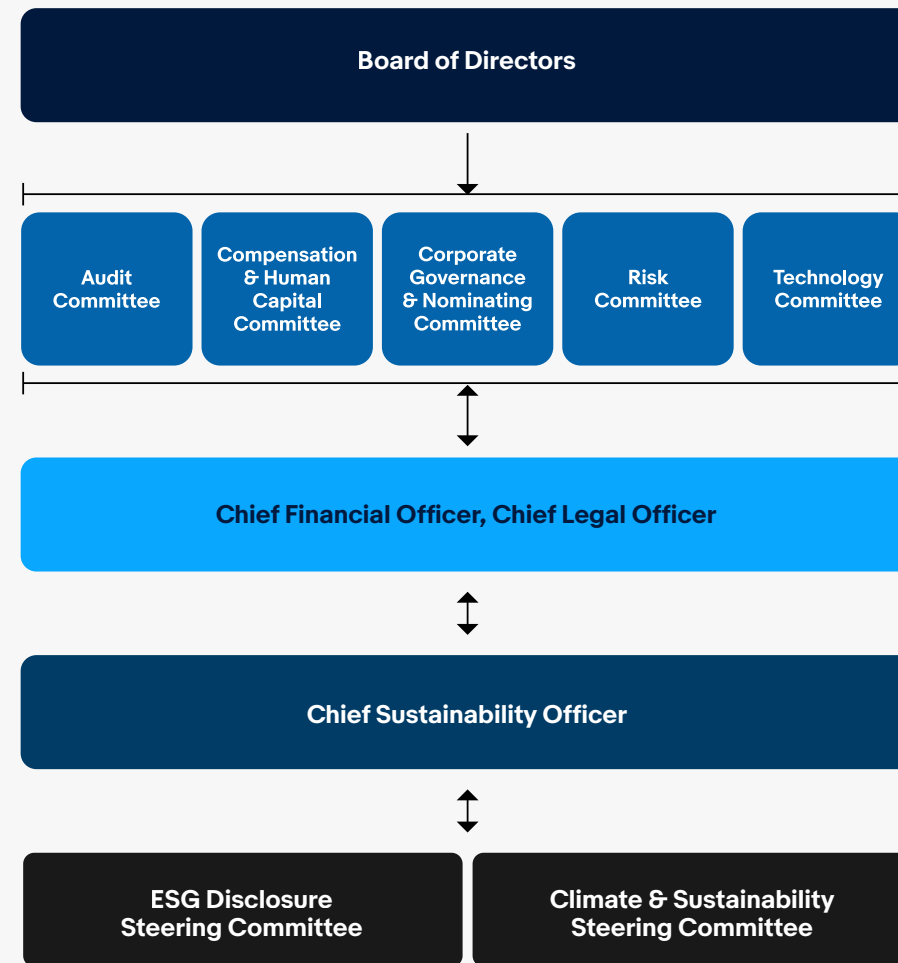 Board of Directors
Audit
Committee
Compensation
& Human
Capital
Committee
Corporate
Governance
& Nominating
Committee
Risk
Committee
Technology
Committee
Chief Financial Officer, Chief Legal Officer
Chief Sustainability Officer
ESG Disclosure
Steering Committee
Climate & Sustainability
Steering Committee